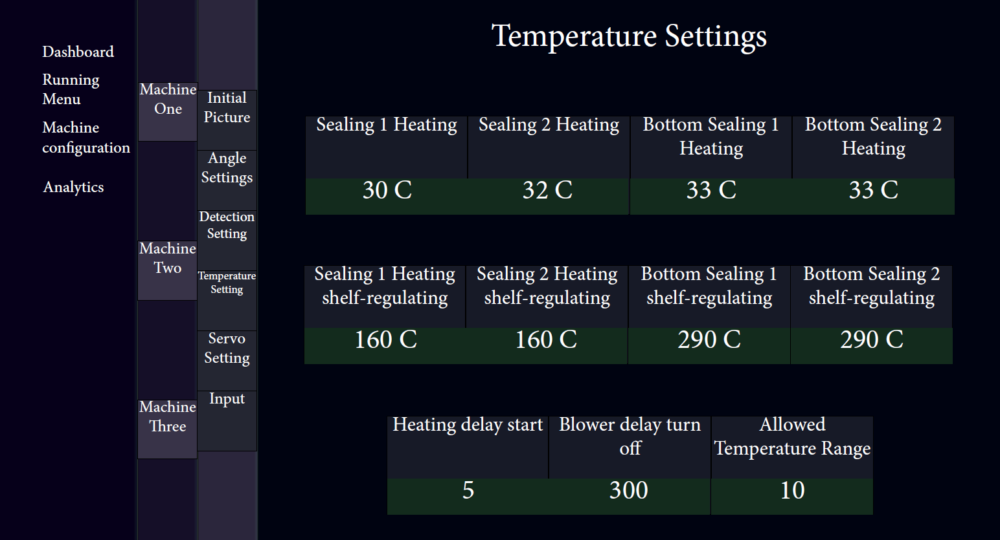 Dashboard
Running
Menu
Machine
configuration
Analytics
Machine
One
Machine
Two
Machine
Three
Initial
Picture
Angle
Settings
Detection
Setting
Temperature
Setting
Servo
Setting
Input
Temperature Settings
Sealing 1 Heating
30 C
Sealing 2 Heating
32 C
Bottom Sealing 1
Heating
33 C
Bottom Sealing 2
Heating
33 C
Sealing 1 Heating
shelf-regulating
160 C
Sealing 2 Heating
shelf-regulating
160 C
Bottom Sealing 1
shelf-regulating
290 C
Bottom Sealing 2
shelf-regulating
290 C
Heating delay start
5
Blower delay turn
off
300
Allowed
Temperature Range
10